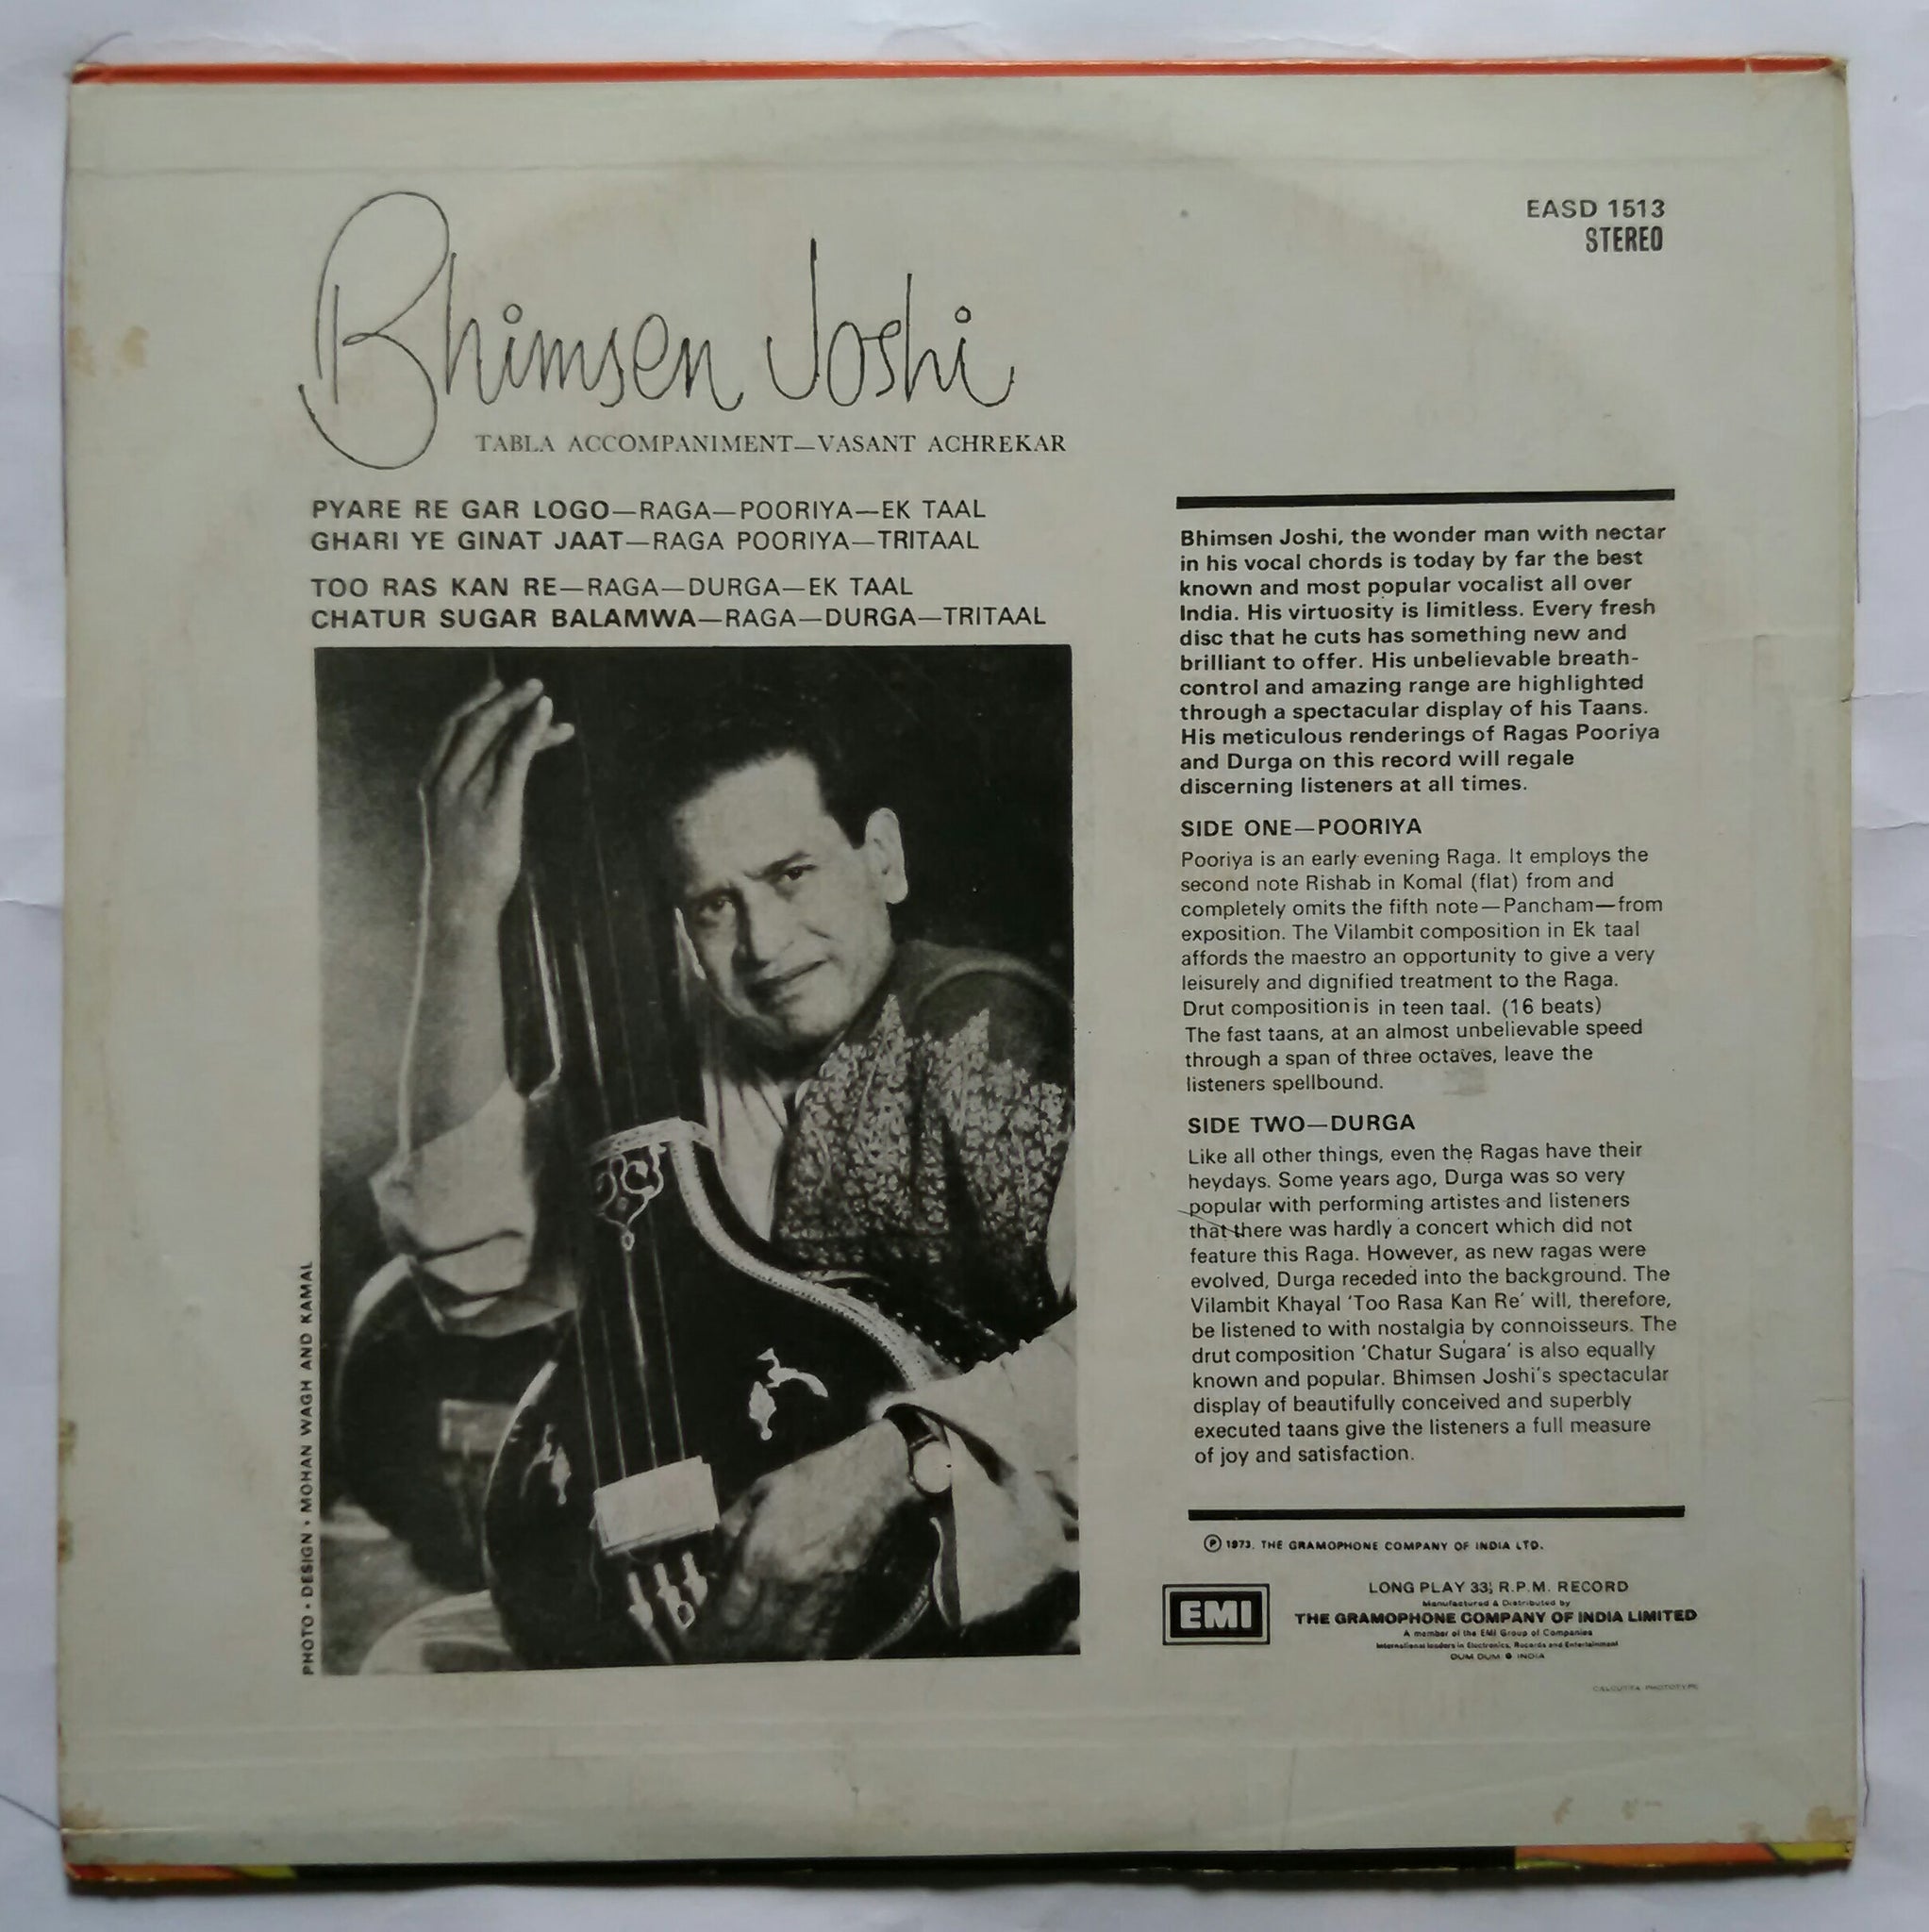 Bhimsen Joshi
TABLA ACCOMPANIMENT—VASANT ACHREKAR
EASD 1513
STEREO
PYARE RE GAR LOGO—RAGA—POORIYA—EK TAAL
GHARI YE GINAT JAAT—RAGA POORIYA—TRITAAL
TOO RAS KAN RE—RAGA—DURGA—EK TAAL
CHATUR SUGAR BALAMWA—RAGA—DURGA—TRITAAL
PHOTO • DESIGN • MOHAN WAGH AND KAMAL
Bhimsen Joshi, the wonder man with nectar
in his vocal chords is today by far the best
known and most popular vocalist all over
India. His virtuosity is limitless. Every fresh
disc that he cuts has something new and
brilliant to offer. His unbelievable breath-
control and amazing range are highlighted
through a spectacular display of his Taans.
His meticulous renderings of Ragas Pooriya
and Durga on this record will regale
discerning listeners at all times.
SIDE ONE—POORIYA
Pooriya is an early evening Raga. It employs the
second note Rishab in Komal (flat) from and
completely omits the fifth note—Pancham—from
exposition. The Vilambit composition in Ek taal
affords the maestro an opportunity to give a very
leisurely and dignified treatment to the Raga.
Drut composition is in teen taal. (16 beats)
The fast taans, at an almost unbelievable speed
through a span of three octaves, leave the
listeners spellbound.
SIDE TWO—DURGA
Like all other things, even the Ragas have their
heydays. Some years ago, Durga was so very
popular with performing artistes and listeners
that there was hardly a concert which did not
feature this Raga. However, as new ragas were
evolved, Durga receded into the background. The
Vilambit Khayal 'Too Rasa Kan Re' will, therefore,
be listened to with nostalgia by connoisseurs. The
drut composition 'Chatur Sugara' is also equally
known and popular. Bhimsen Joshi's spectacular
display of beautifully conceived and superbly
executed taans give the listeners a full measure
of joy and satisfaction.
Ⓟ 1973. THE GRAMOPHONE COMPANY OF INDIA LTD.
EMI
LONG PLAY 33⅓ R.P.M. RECORD
Manufactured & Distributed by
THE GRAMOPHONE COMPANY OF INDIA LIMITED
A member of the EMI Group of Companies
International leaders in Electronics, Records and Entertainment
DUM DUM INDIA
CALCUTTA PHOTOTYPE